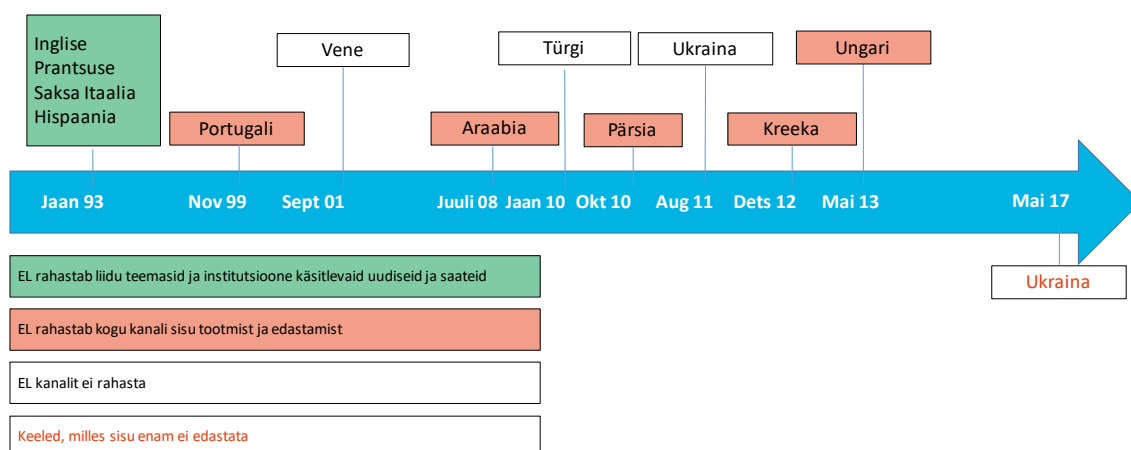 Inglise
Prantsuse
Saksa Itaalia
Hispaania
Portugali
Vene
Araabia
Türgi
Pärsia
Ukraina
Kreeka
Ungari
Jaan 93
Nov 99
Sept 01
Juuli 08
Jaan 10
Okt 10
Aug 11
Dets 12
Mai 13
Mai 17
Ukraina
EL rahastab liidu teemasid ja institutsioone käsitlevaid uudiseid ja saateid
EL rahastab kogu kanali sisu tootmist ja edastamist
EL kanalit ei rahasta
Keeled, milles sisu enam ei edastata